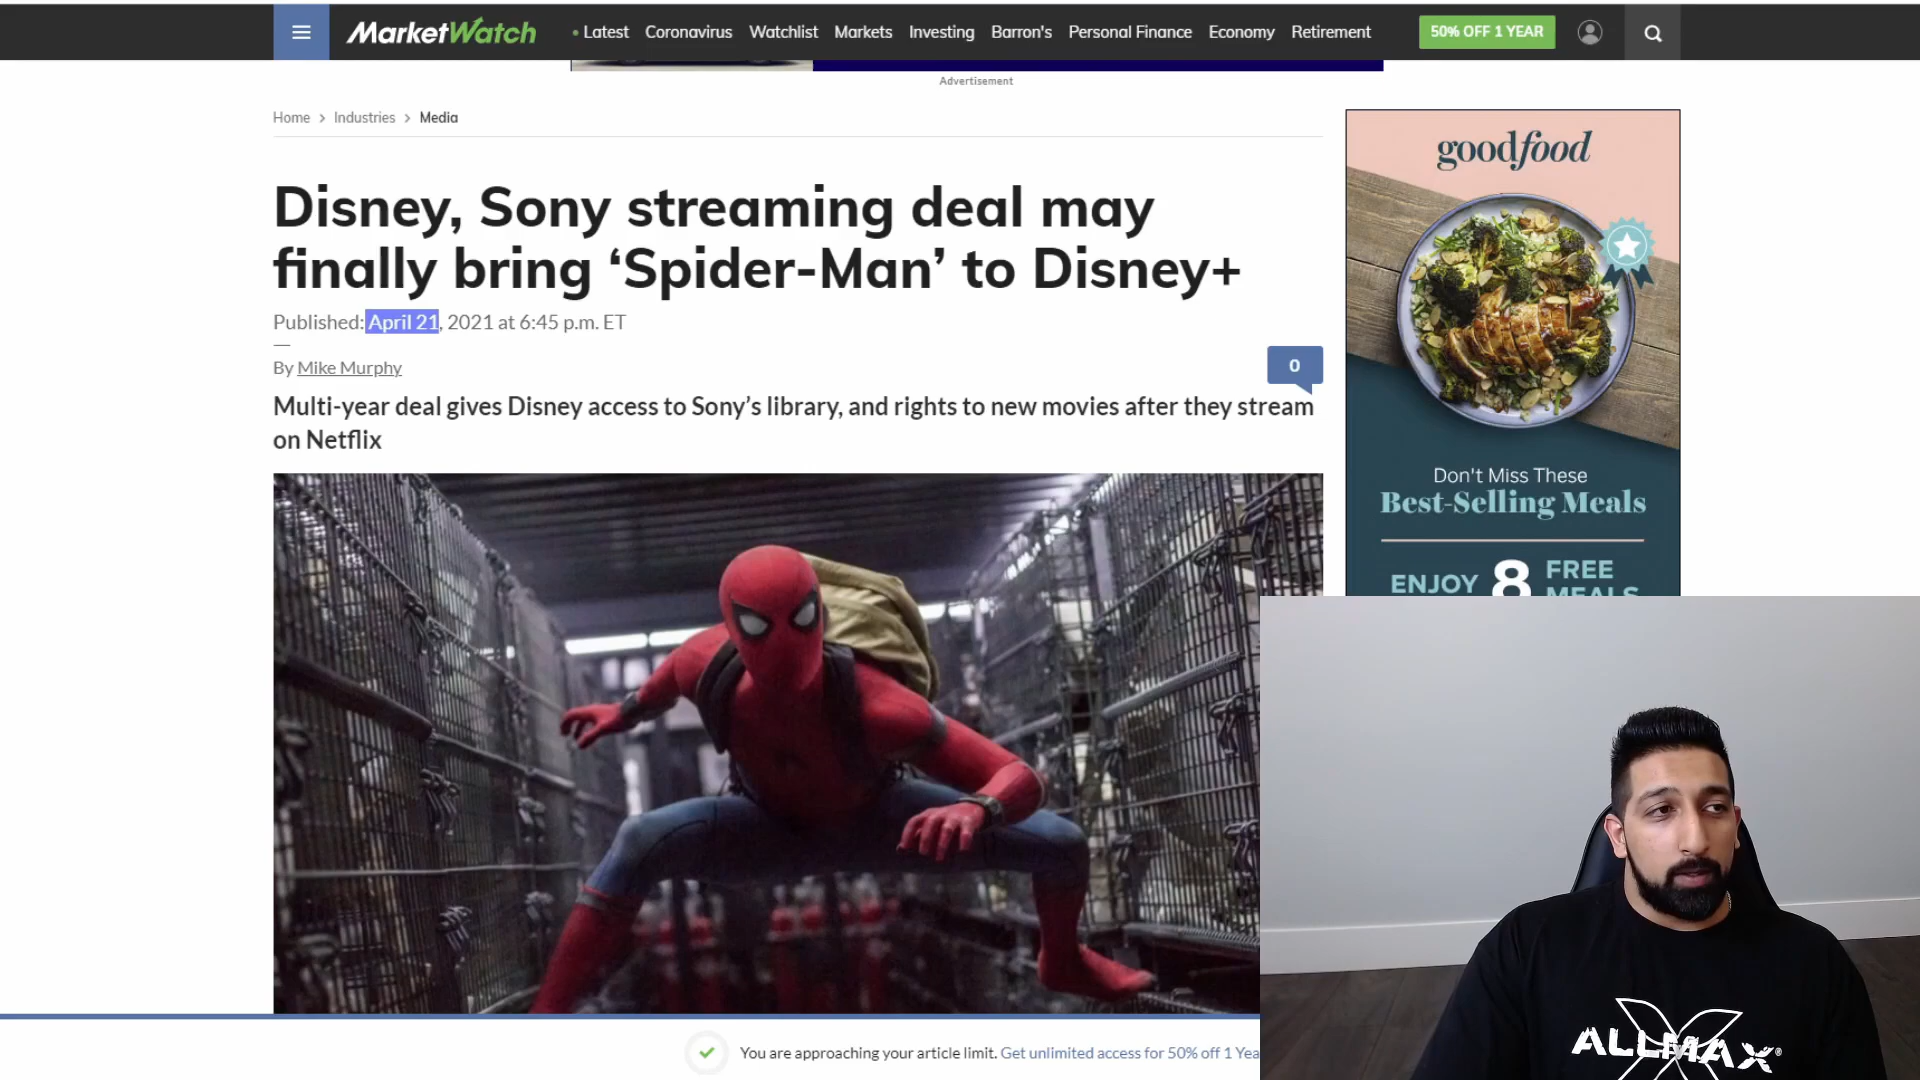 MarketWatch
• Latest Coronavirus Watchlist Markets Investing Barron's Personal Finance Economy Retirement
50% OFF 1 YEAR
Advertisement
Home > Industries > Media
Disney, Sony streaming deal may
finally bring ‘Spider-Man’ to Disney+
Published: April 21, 2021 at 6:45 p.m. ET
By Mike Murphy
0
Multi-year deal gives Disney access to Sony’s library, and rights to new movies after they stream
on Netflix
goodfood
Don't Miss These
Best-Selling Meals
ENJOY 8 FREE
MEALS
ALLMAX®
You are approaching your article limit. Get unlimited access for 50% off 1 Yea